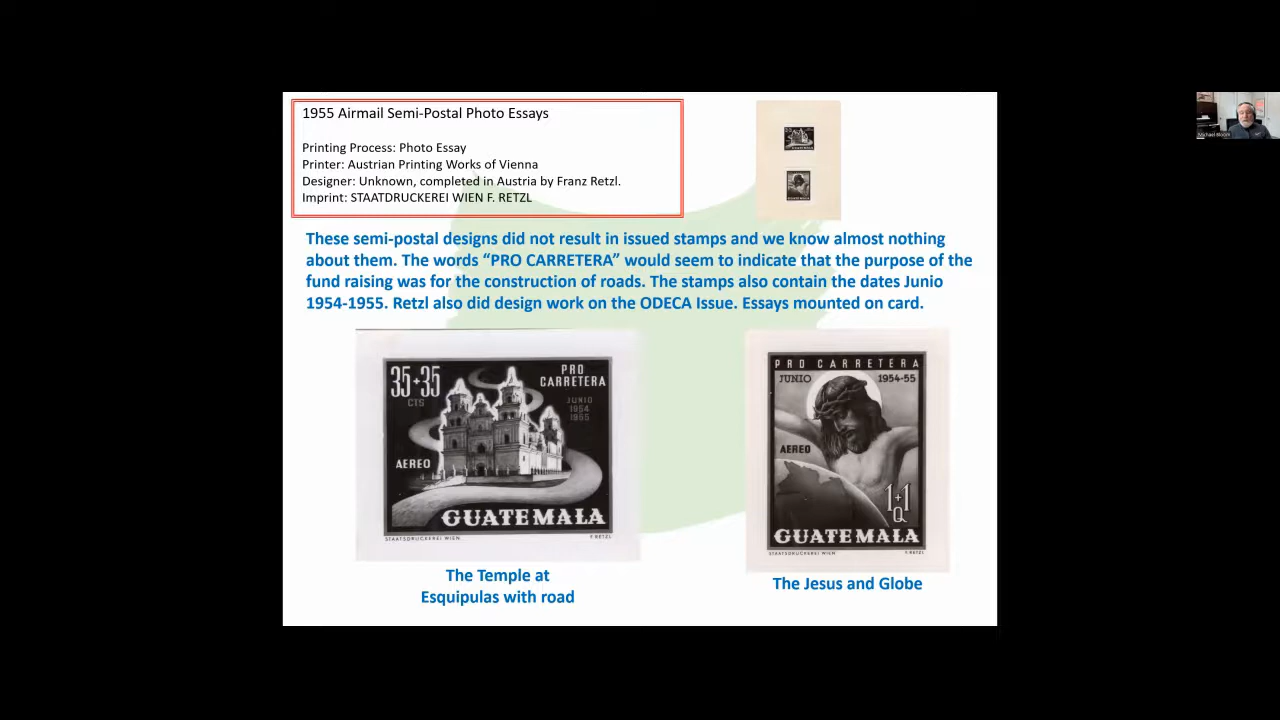 1955 Airmail Semi-Postal Photo Essays
Printing Process: Photo Essay
Printer: Austrian Printing Works of Vienna
Designer: Unknown, completed in Austria by Franz Retzl.
Imprint: STAATDRUCKEREI WIEN F. RETZL
These semi-postal designs did not result in issued stamps and we know almost nothing
about them. The words “PRO CARRETERA” would seem to indicate that the purpose of the
fund raising was for the construction of roads. The stamps also contain the dates Junio
1954-1955. Retzl also did design work on the ODECA Issue. Essays mounted on card.
35+35
CTS
PRO
CARRETERA
JUNIO
1954
1955
AEREO
GUATEMALA
STAATSDRUCKEREI WIEN
F. RETZL
The Temple at
Esquipulas with road
PRO CARRETERA
JUNIO 1954-55
AEREO
1+1
Q
GUATEMALA
STAATSDRUCKEREI WIEN
F. RETZL
The Jesus and Globe
Michael Bloom